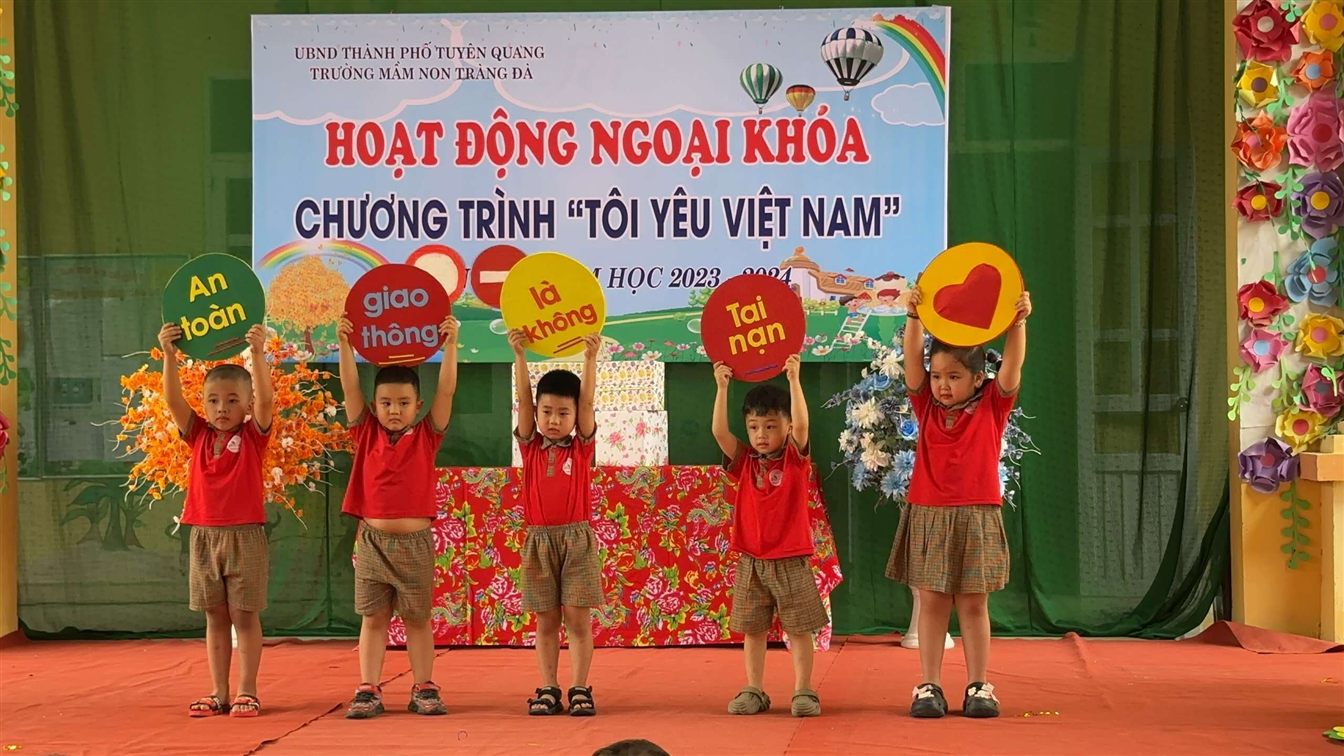 UBND THÀNH PHỐ TUYÊN QUANG
TRƯỜNG MẦM NON TRÀNG ĐÀ
HOẠT ĐỘNG NGOẠI KHÓA
CHƯƠNG TRÌNH “TÔI YÊU VIỆT NAM”
HỌC 2023 - 2024
An
toàn
giao
thông
là
không
Tai
nạn